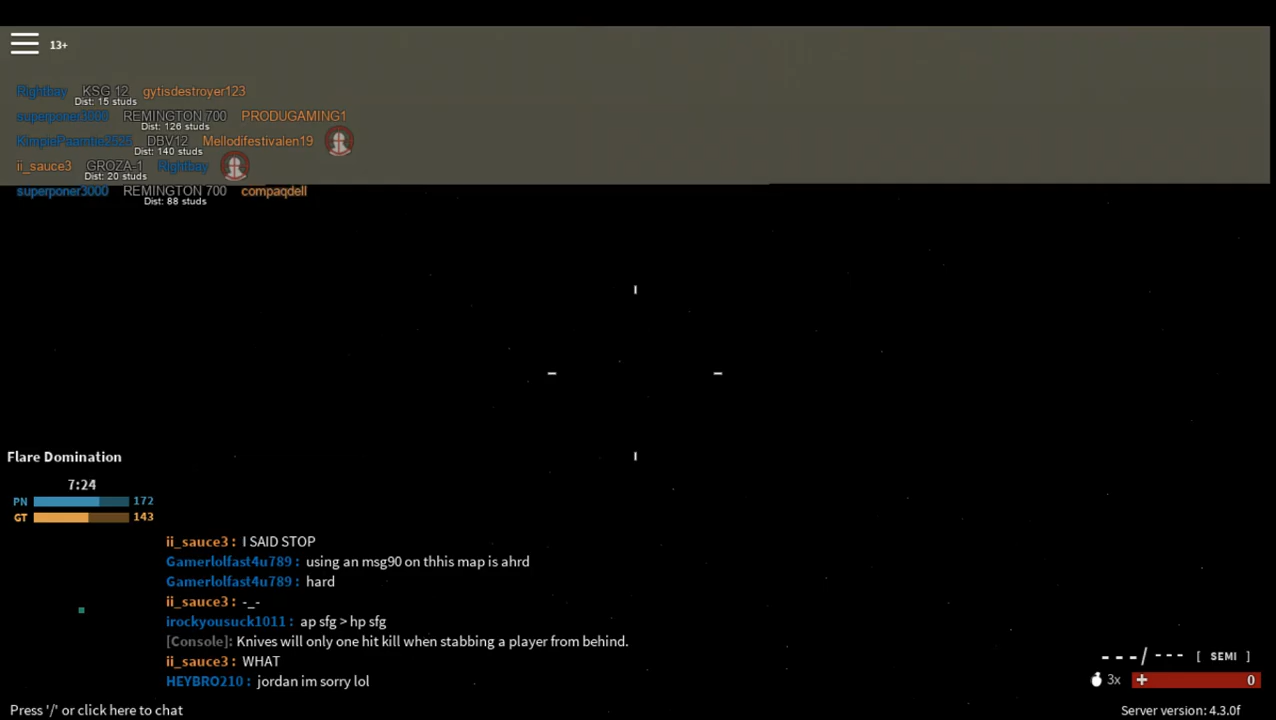 13+
Rightbay KSG 12 gytisdestroyer123
Dist: 15 studs
superponer3000 REMINGTON 700 PRODUGAMING1
Dist: 126 studs
DBV12 Mellodifestivalen19
Dist: 140 studs
ii_sauce3 GROZA-1 Rightbay
Dist: 20 studs
superponer3000 REMINGTON 700 compaqdell
Dist: 88 studs
Flare Domination
7:24
PN 172
GT 143
ii_sauce3 : I SAID STOP
Gamerlolfast4u789 : using an msg90 on thhis map is ahrd
Gamerlolfast4u789 : hard
ii_sauce3 : -_-
irockyousuck1011 : ap sfg > hp sfg
[Console]: Knives will only one hit kill when stabbing a player from behind.
ii_sauce3 : WHAT
HEYBRO210 : jordan im sorry lol
Press '/' or click here to chat
---/--- [ SEMI ]
3x 0
Server version: 4.3.0f